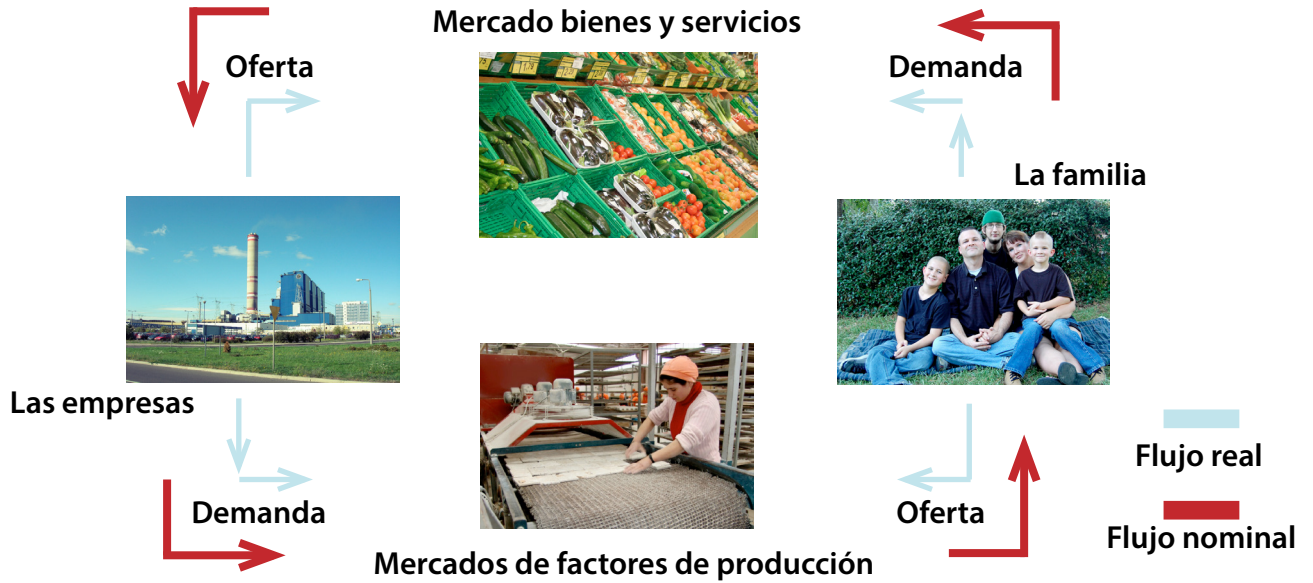 Mercado bienes y servicios
Oferta
Demanda
La familia
Las empresas
Flujo real
Demanda
Oferta
Flujo nominal
Mercados de factores de producción